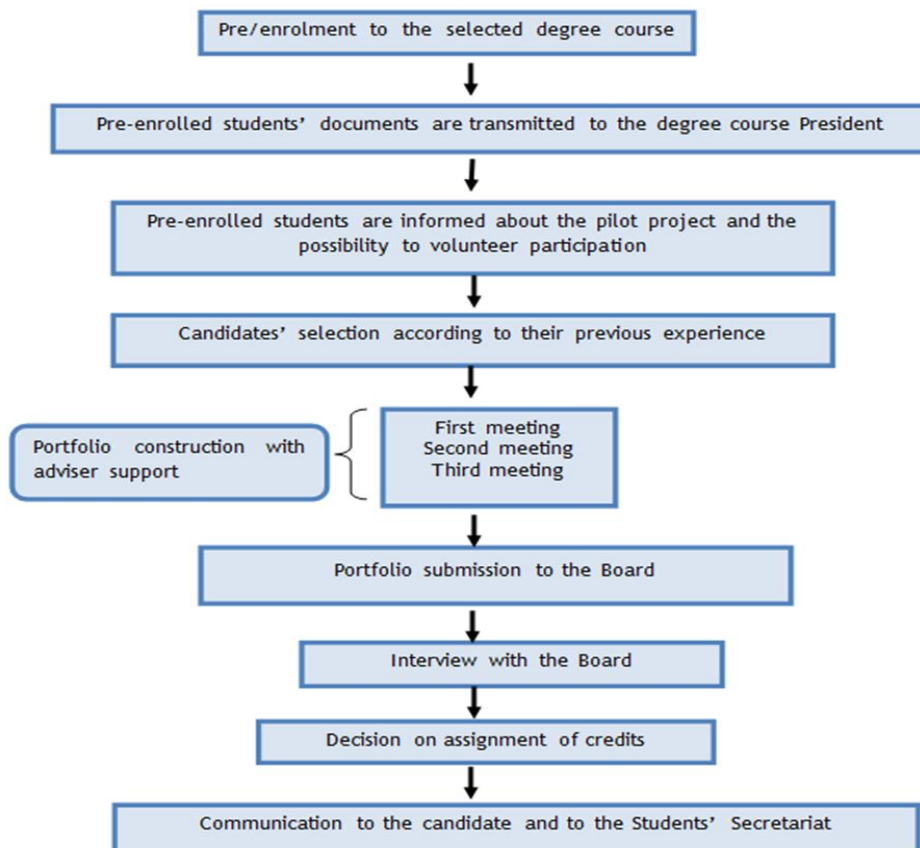 Pre/enrolment to the selected degree course
Pre-enrolled students' documents are transmitted to the degree course President
Pre-enrolled students are informed about the pilot project and the
possibility to volunteer participation
Candidates' selection according to their previous experience
Portfolio construction with
adviser support
First meeting
Second meeting
Third meeting
Portfolio submission to the Board
Interview with the Board
Decision on assignment of credits
Communication to the candidate and to the Students' Secretariat